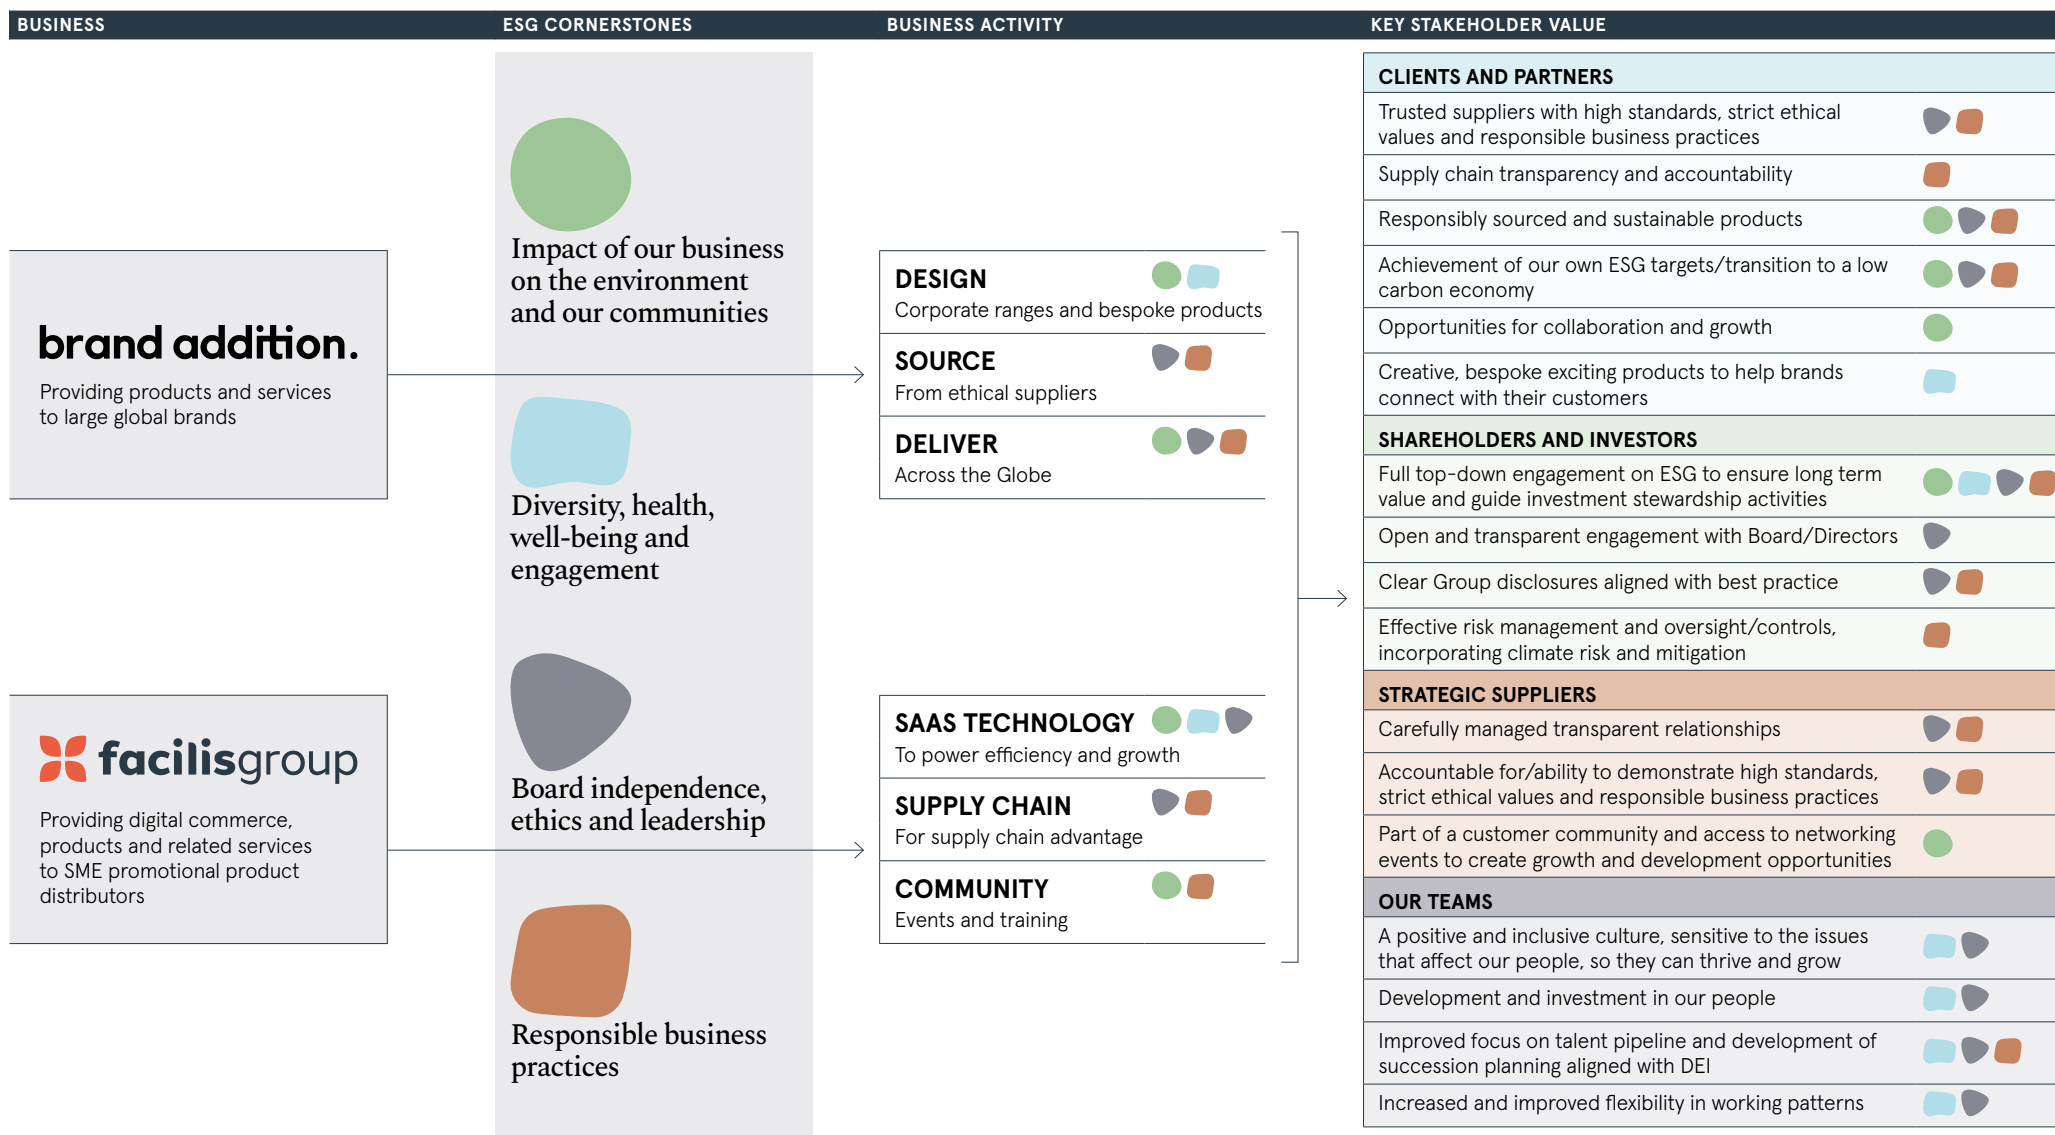 BUSINESS
ESG CORNERSTONES
BUSINESS ACTIVITY
KEY STAKEHOLDER VALUE
brand addition.
Providing products and services
to large global brands
facilisgroup
Providing digital commerce,
products and related services
to SME promotional product
distributors
Impact of our business
on the environment
and our communities
Diversity, health,
well-being and
engagement
Board independence,
ethics and leadership
Responsible business
practices
DESIGN
Corporate ranges and bespoke products
SOURCE
From ethical suppliers
DELIVER
Across the Globe
SAAS TECHNOLOGY
To power efficiency and growth
SUPPLY CHAIN
For supply chain advantage
COMMUNITY
Events and training
CLIENTS AND PARTNERS
Trusted suppliers with high standards, strict ethical
values and responsible business practices
Supply chain transparency and accountability
Responsibly sourced and sustainable products
Achievement of our own ESG targets/transition to a low
carbon economy
Opportunities for collaboration and growth
Creative, bespoke exciting products to help brands
connect with their customers
SHAREHOLDERS AND INVESTORS
Full top-down engagement on ESG to ensure long term
value and guide investment stewardship activities
Open and transparent engagement with Board/Directors
Clear Group disclosures aligned with best practice
Effective risk management and oversight/controls,
incorporating climate risk and mitigation
STRATEGIC SUPPLIERS
Carefully managed transparent relationships
Accountable for/ability to demonstrate high standards,
strict ethical values and responsible business practices
Part of a customer community and access to networking
events to create growth and development opportunities
OUR TEAMS
A positive and inclusive culture, sensitive to the issues
that affect our people, so they can thrive and grow
Development and investment in our people
Improved focus on talent pipeline and development of
succession planning aligned with DEI
Increased and improved flexibility in working patterns